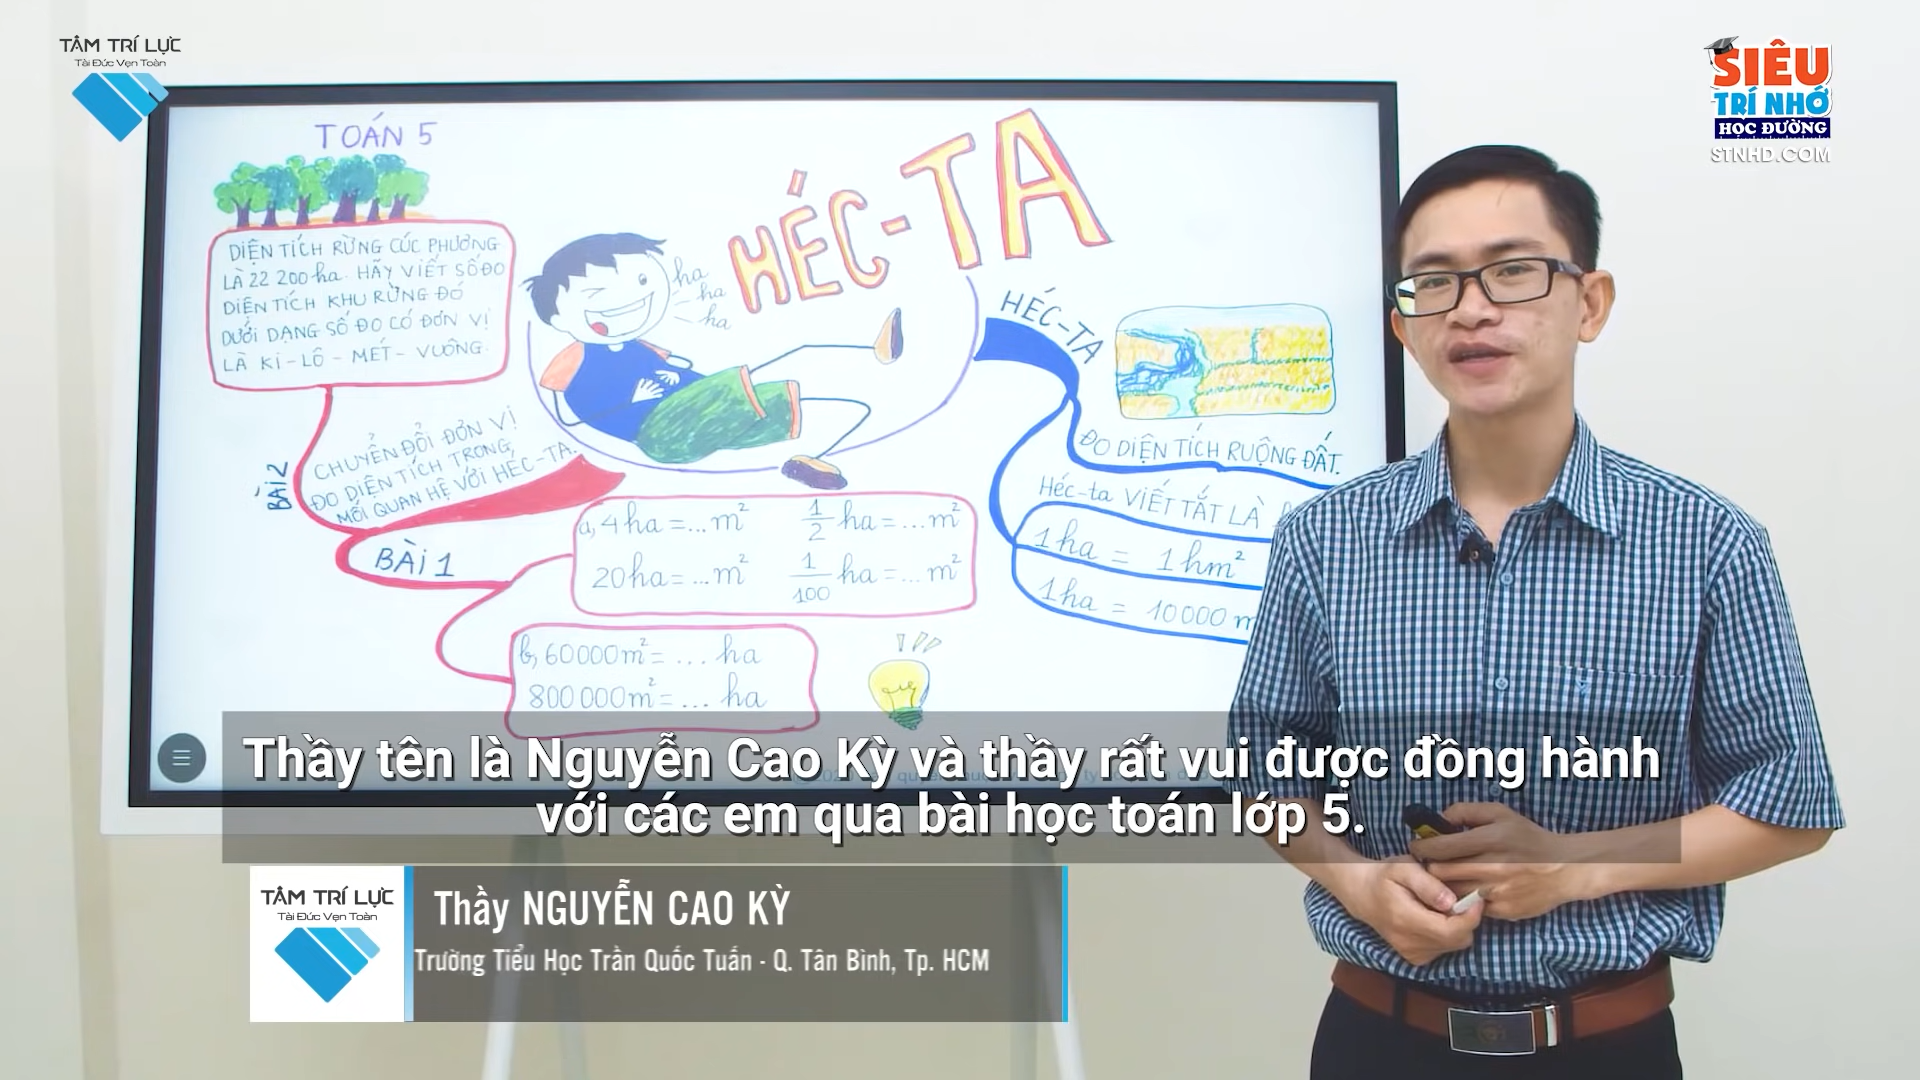 TÂM TRÍ LỰC
Tài Đức Vẹn Toàn
SIÊU
TRÍ NHỚ
HỌC ĐƯỜNG
STNHD.COM
TOÁN 5
HÉC-TA
DIỆN TÍCH RỪNG CÚC PHƯƠNG
LÀ 22 200 ha. HÃY VIẾT SỐ ĐO
DIỆN TÍCH KHU RỪNG ĐÓ
DƯỚI DẠNG SỐ ĐO CÓ ĐƠN VỊ
LÀ KI-LÔ-MÉT-VUÔNG.
ha
ha
ha
HÉC-TA
ĐO DIỆN TÍCH RUỘNG ĐẤT.
Héc-ta VIẾT TẮT LÀ
1 ha = 1 hm²
1 ha = 10 000 m
BÀI 2
CHUYỂN ĐỔI ĐƠN VỊ
ĐO DIỆN TÍCH TRONG
MỐI QUAN HỆ VỚI HÉC-TA.
BÀI 1
a, 4 ha = ... m² 1/2 ha = ... m²
20 ha = ... m² 1/100 ha = ... m²
b, 60 000 m² = ... ha
800 000 m² = ... ha
Thầy tên là Nguyễn Cao Kỳ và thầy rất vui được đồng hành
với các em qua bài học toán lớp 5.
TÂM TRÍ LỰC
Tài Đức Vẹn Toàn
Thầy NGUYỄN CAO KỲ
Trường Tiểu Học Trần Quốc Tuấn - Q. Tân Bình, Tp. HCM